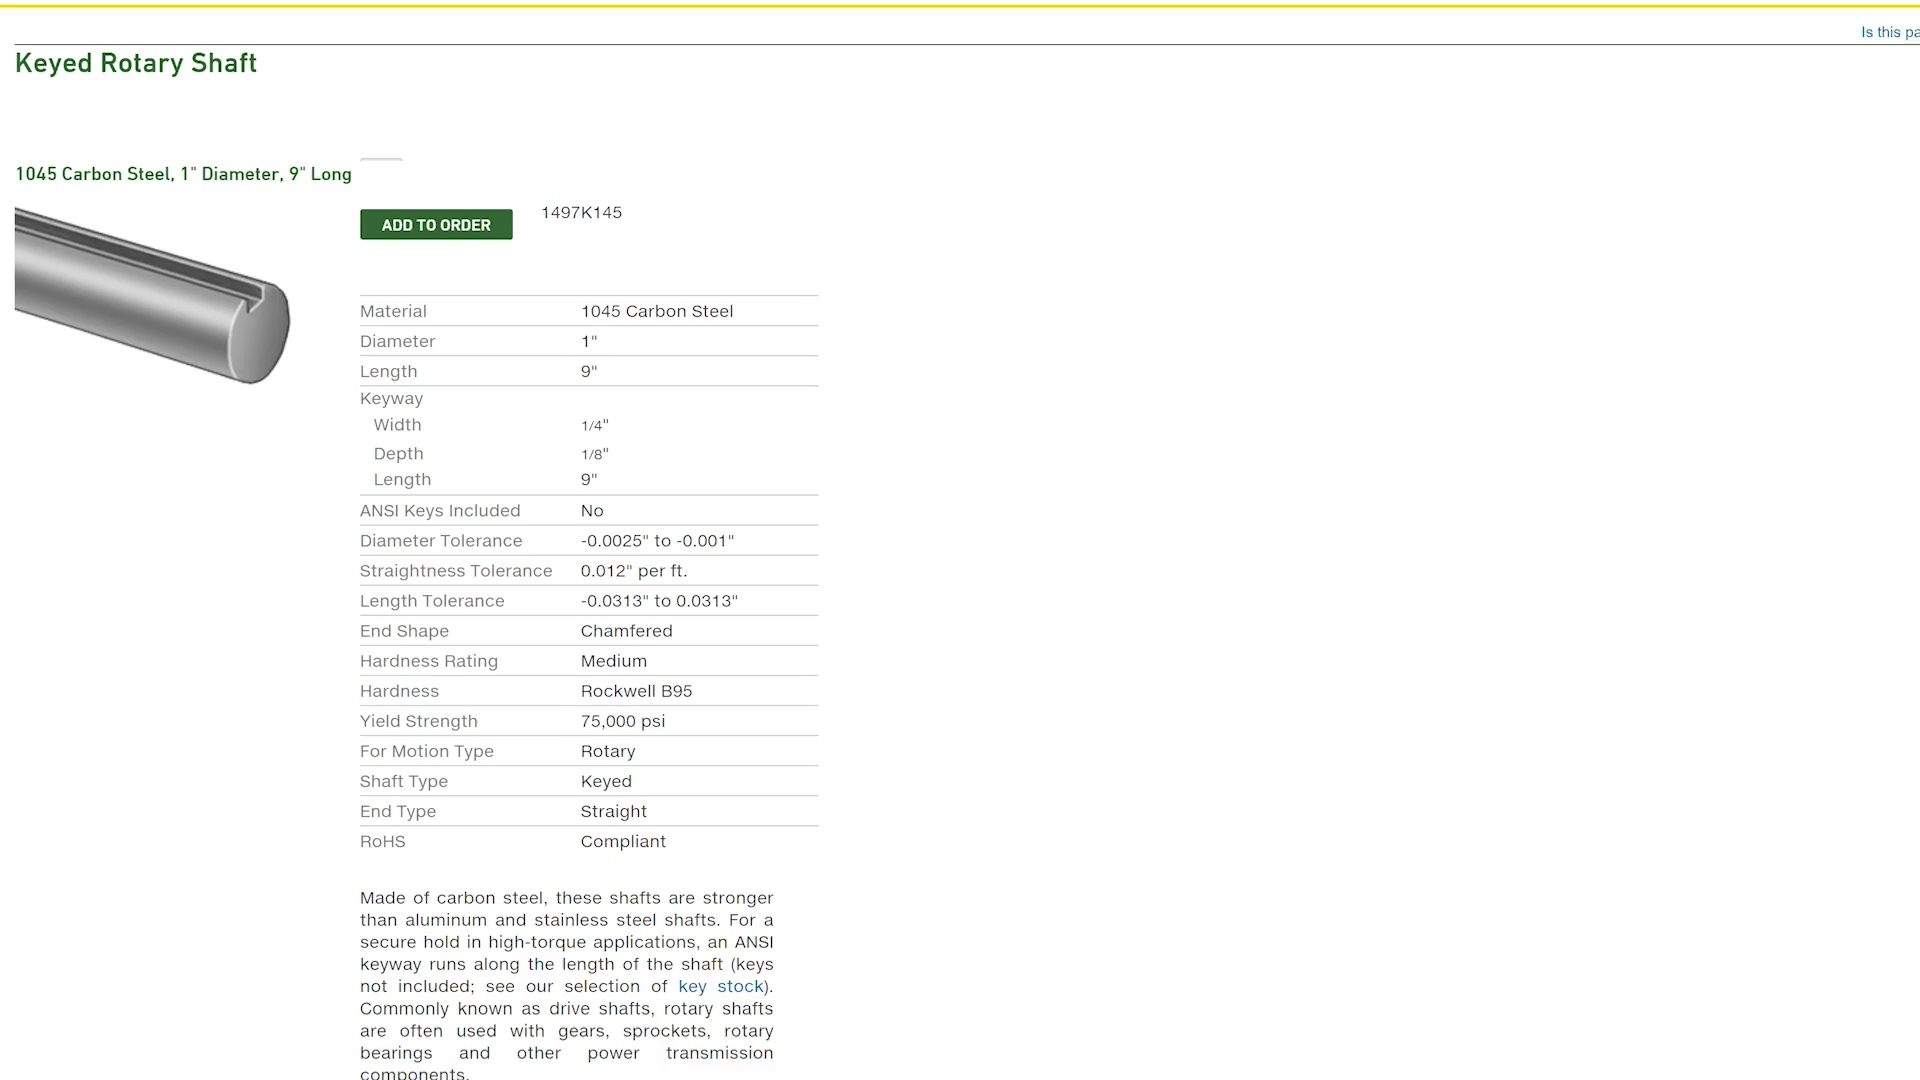 Is this pa
Keyed Rotary Shaft
1045 Carbon Steel, 1" Diameter, 9" Long
ADD TO ORDER
1497K145
Material 1045 Carbon Steel
Diameter 1"
Length 9"
Keyway
Width 1/4"
Depth 1/8"
Length 9"
ANSI Keys Included No
Diameter Tolerance -0.0025" to -0.001"
Straightness Tolerance 0.012" per ft.
Length Tolerance -0.0313" to 0.0313"
End Shape Chamfered
Hardness Rating Medium
Hardness Rockwell B95
Yield Strength 75,000 psi
For Motion Type Rotary
Shaft Type Keyed
End Type Straight
RoHS Compliant
Made of carbon steel, these shafts are stronger
than aluminum and stainless steel shafts. For a
secure hold in high-torque applications, an ANSI
keyway runs along the length of the shaft (keys
not included; see our selection of key stock).
Commonly known as drive shafts, rotary shafts
are often used with gears, sprockets, rotary
bearings and other power transmission
components.